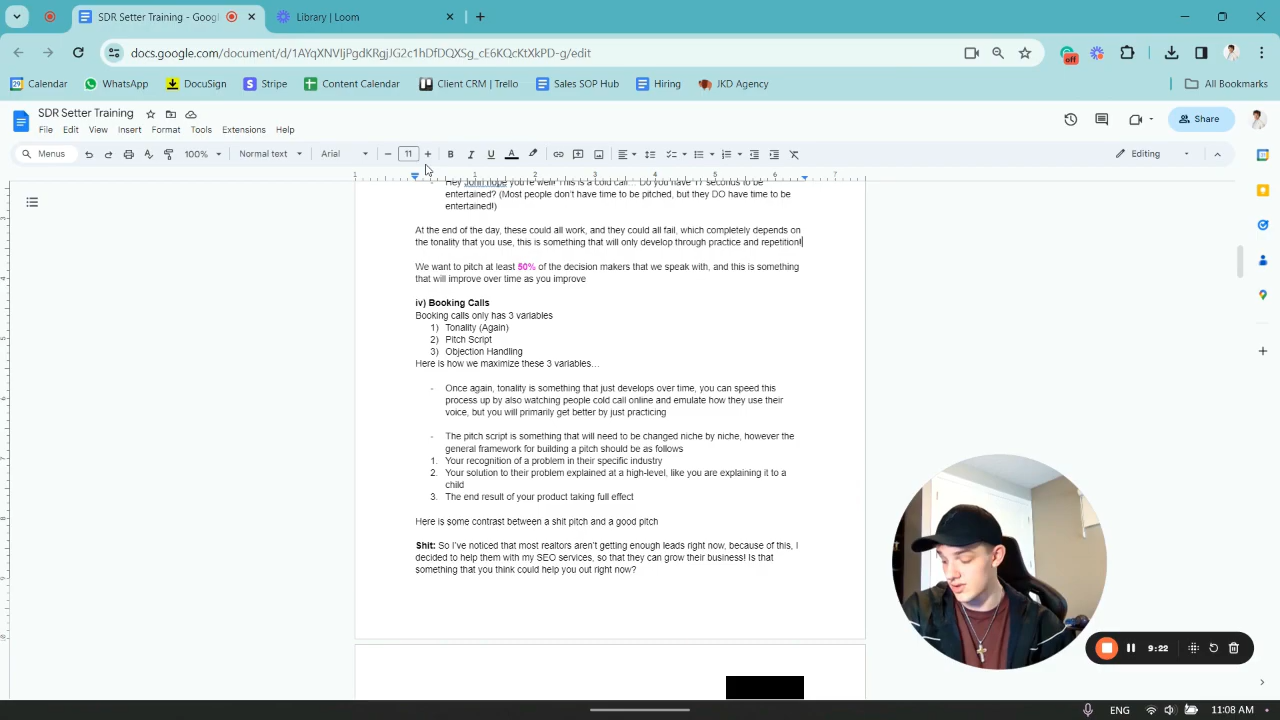 SDR Setter Training - Google
Library | Loom
docs.google.com/document/d/1AYqXNVIjPgdKRgjJG2c1hDfDQXSg_cE6KQcKtXkPD-g/edit
off
Calendar
WhatsApp
DocuSign
Stripe
Content Calendar
Client CRM | Trello
Sales SOP Hub
Hiring
JKD Agency
All Bookmarks
SDR Setter Training
File Edit View Insert Format Tools Extensions Help
Share
Menus
100%
Normal text
Arial
11
Editing
1 1 2 3 4 5 6 7
entertained? (Most people don't have time to be pitched, but they DO have time to be
entertained!)
At the end of the day, these could all work, and they could all fail, which completely depends on
the tonality that you use, this is something that will only develop through practice and repetition!
We want to pitch at least 50% of the decision makers that we speak with, and this is something
that will improve over time as you improve
iv) Booking Calls
Booking calls only has 3 variables
1) Tonality (Again)
2) Pitch Script
3) Objection Handling
Here is how we maximize these 3 variables…
- Once again, tonality is something that just develops over time, you can speed this
process up by also watching people cold call online and emulate how they use their
voice, but you will primarily get better by just practicing
- The pitch script is something that will need to be changed niche by niche, however the
general framework for building a pitch should be as follows
1. Your recognition of a problem in their specific industry
2. Your solution to their problem explained at a high-level, like you are explaining it to a
child
3. The end result of your product taking full effect
Here is some contrast between a shit pitch and a good pitch
Shit: So I've noticed that most realtors aren't getting enough leads right now, because of this, I
decided to help them with my SEO services, so that they can grow their business! Is that
something that you think could help you out right now?
9:22
ENG
11:08 AM